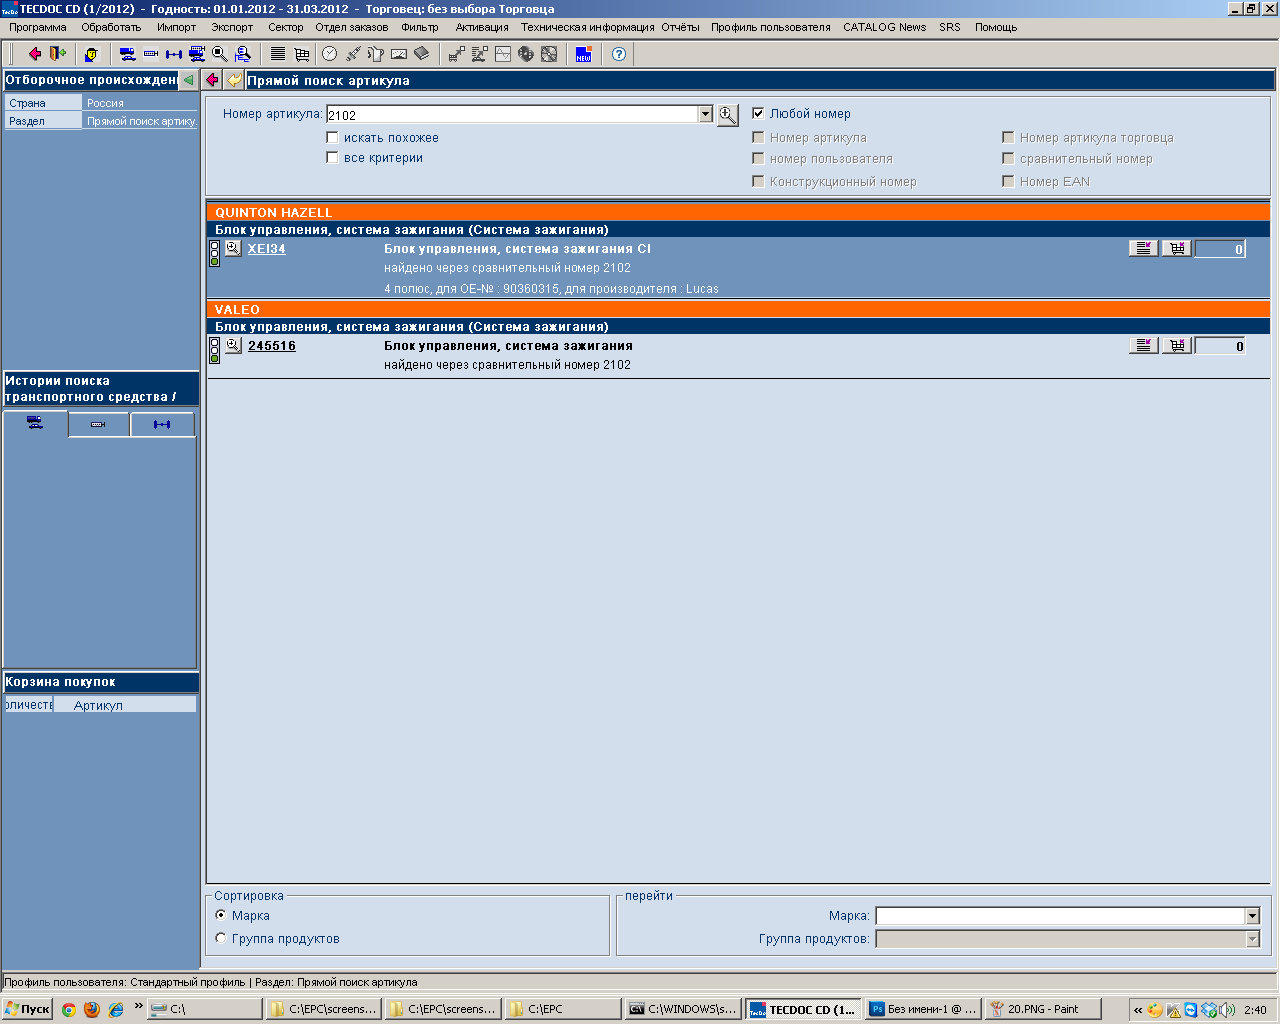 TECDOC CD (1/2012) - Годность: 01.01.2012 - 31.03.2012 - Торговец: без выбора Торговца
Программа Обработать Импорт Экспорт Сектор Отдел заказов Фильтр Активация Техническая информация Отчёты Профиль пользователя CATALOG News SRS Помощь
NEW
Отборочное происхожден
Прямой поиск артикула
Страна Россия
Раздел Прямой поиск артику.
Номер артикула: 2102
Любой номер
искать похожее
Номер артикула
Номер артикула торговца
все критерии
номер пользователя
сравнительный номер
Конструкционный номер
Номер EAN
QUINTON HAZELL
Блок управления, система зажигания (Система зажигания)
XEI34 Блок управления, система зажигания CI 0
найдено через сравнительный номер 2102
4 полюс, для OE-№ : 90360315, для производителя : Lucas
VALEO
Блок управления, система зажигания (Система зажигания)
245516 Блок управления, система зажигания 0
найдено через сравнительный номер 2102
Истории поиска
транспортного средства /
Корзина покупок
оличеств Артикул
Сортировка
Марка
Группа продуктов
перейти
Марка:
Группа продуктов:
Профиль пользователя: Стандартный профиль | Раздел: Прямой поиск артикула
Пуск » C:\ C:\EPC\screens... C:\EPC\screens... C:\EPC C:\WINDOWS\s... TECDOC CD (1... Без имени-1 @ ... 20.PNG - Paint « 2:40